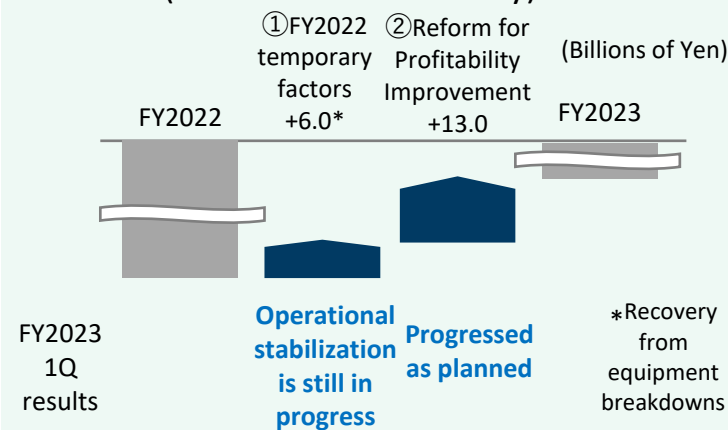 ①FY2022
temporary
factors
+6.0*
②Reform for
Profitability
Improvement
+13.0
(Billions of Yen)
FY2022
FY2023
FY2023
1Q
results
Operational
stabilization
is still in
progress
Progressed
as planned
*Recovery
from
equipment
breakdowns